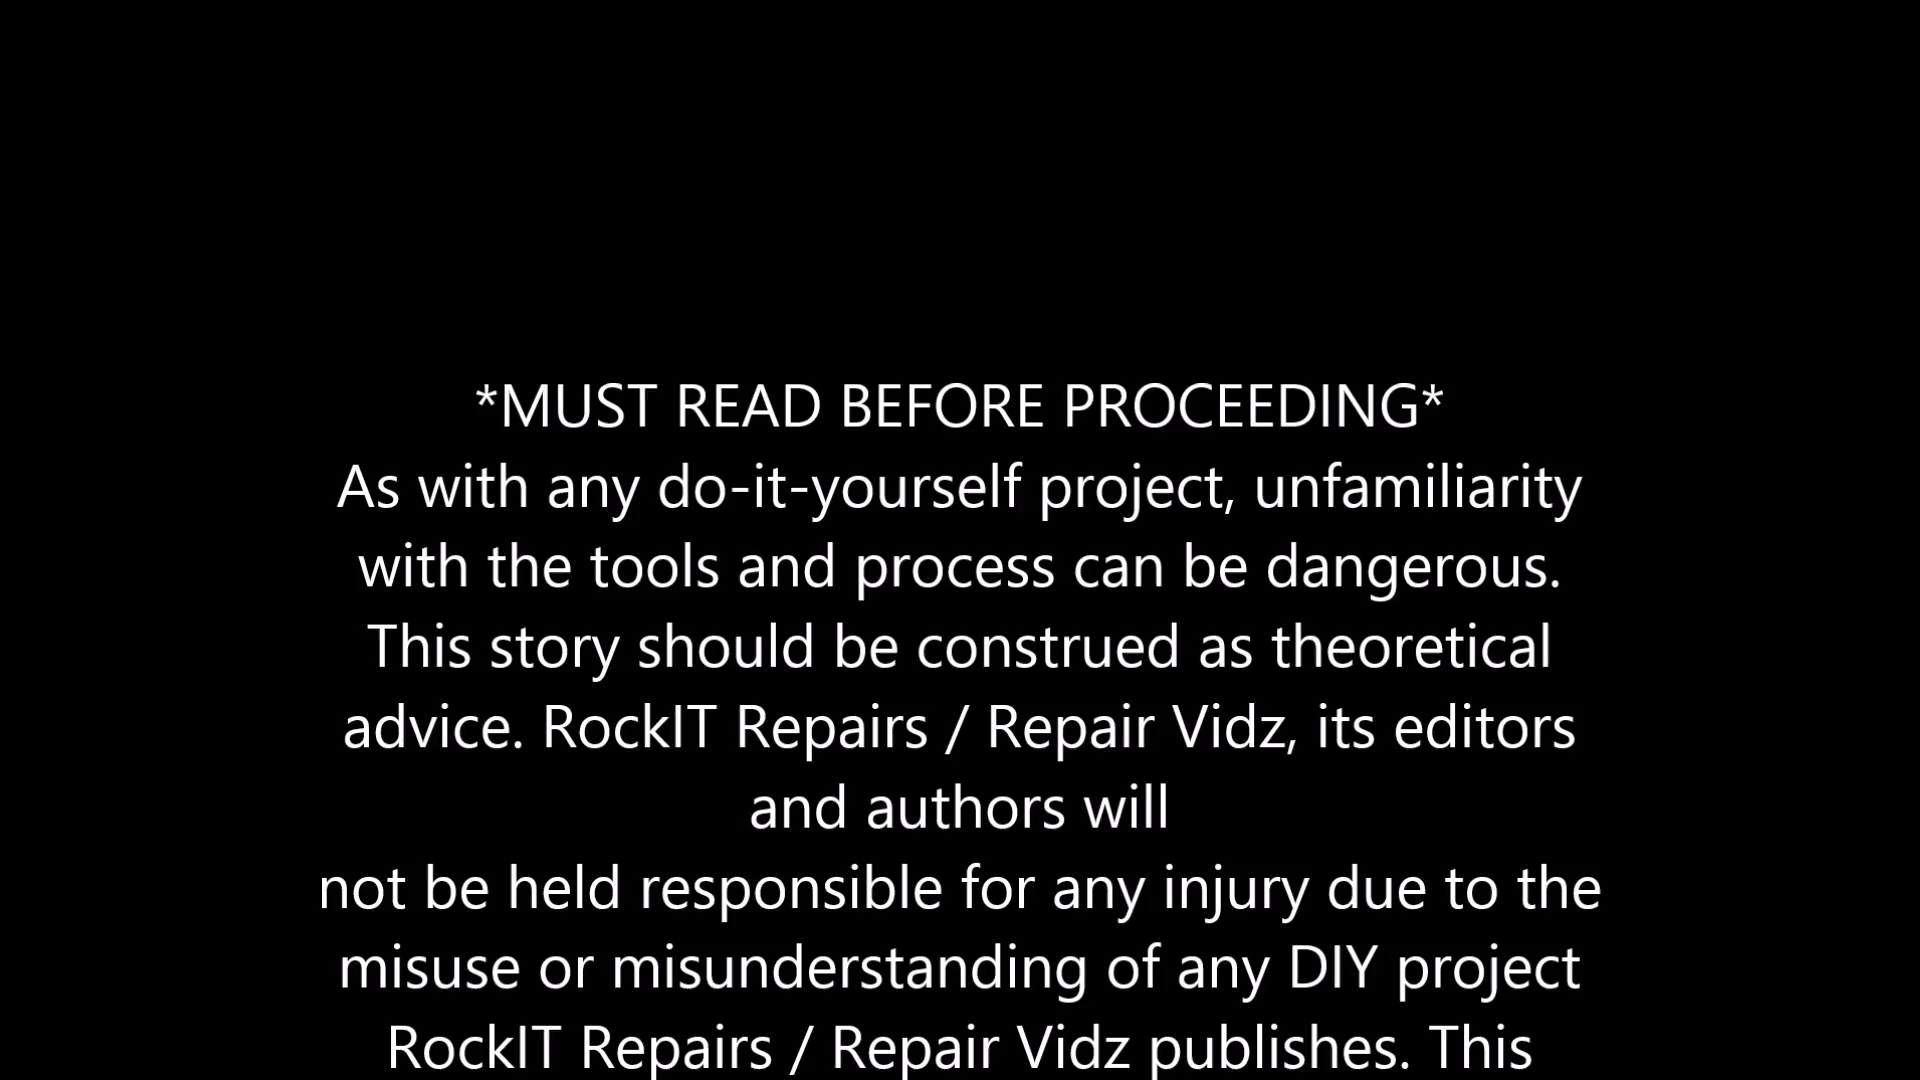 *MUST READ BEFORE PROCEEDING*
As with any do-it-yourself project, unfamiliarity
with the tools and process can be dangerous.
This story should be construed as theoretical
advice. RockIT Repairs / Repair Vidz, its editors
and authors will
not be held responsible for any injury due to the
misuse or misunderstanding of any DIY project
RockIT Repairs / Repair Vidz publishes. This